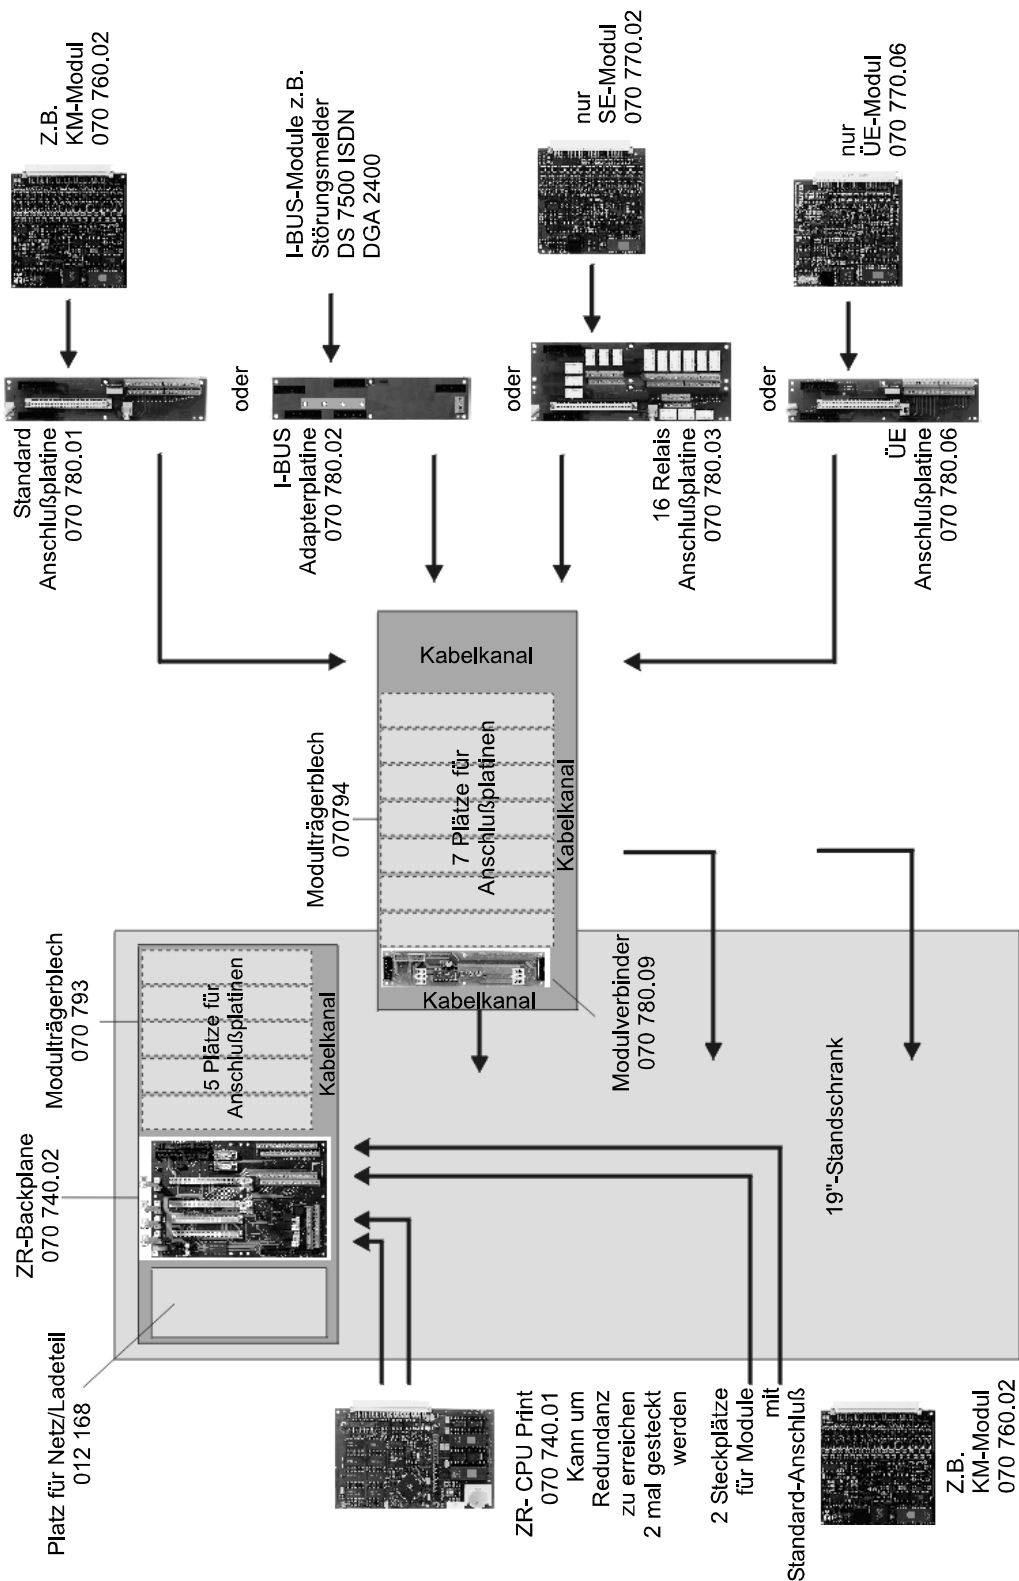 Z.B.
KM-Modul
070 760.02
I-BUS-Module z.B.
Störungsmelder
DS 7500 ISDN
DGA 2400
nur
SE-Modul
070 770.02
nur
ÜE-Modul
070 770.06
Standard
Anschlußplatine
070 780.01
oder
I-BUS
Adapterplatine
070 780.02
oder
16 Relais
Anschlußplatine
070 780.03
oder
ÜE
Anschlußplatine
070 780.06
Kabelkanal
Modulträgerblech
070794
7 Plätze für
Anschlußplatinen
Kabelkanal
Kabelkanal
Modulverbinder
070 780.09
Modulträgerblech
070 793
5 Plätze für
Anschlußplatinen
Kabelkanal
ZR-Backplane
070 740.02
19"-Standschrank
Platz für Netz/Ladeteil
012 168
ZR- CPU Print
070 740.01
Kann um
Redundanz
zu erreichen
2 mal gesteckt
werden
2 Steckplätze
für Module
mit
Standard-Anschluß
Z.B.
KM-Modul
070 760.02